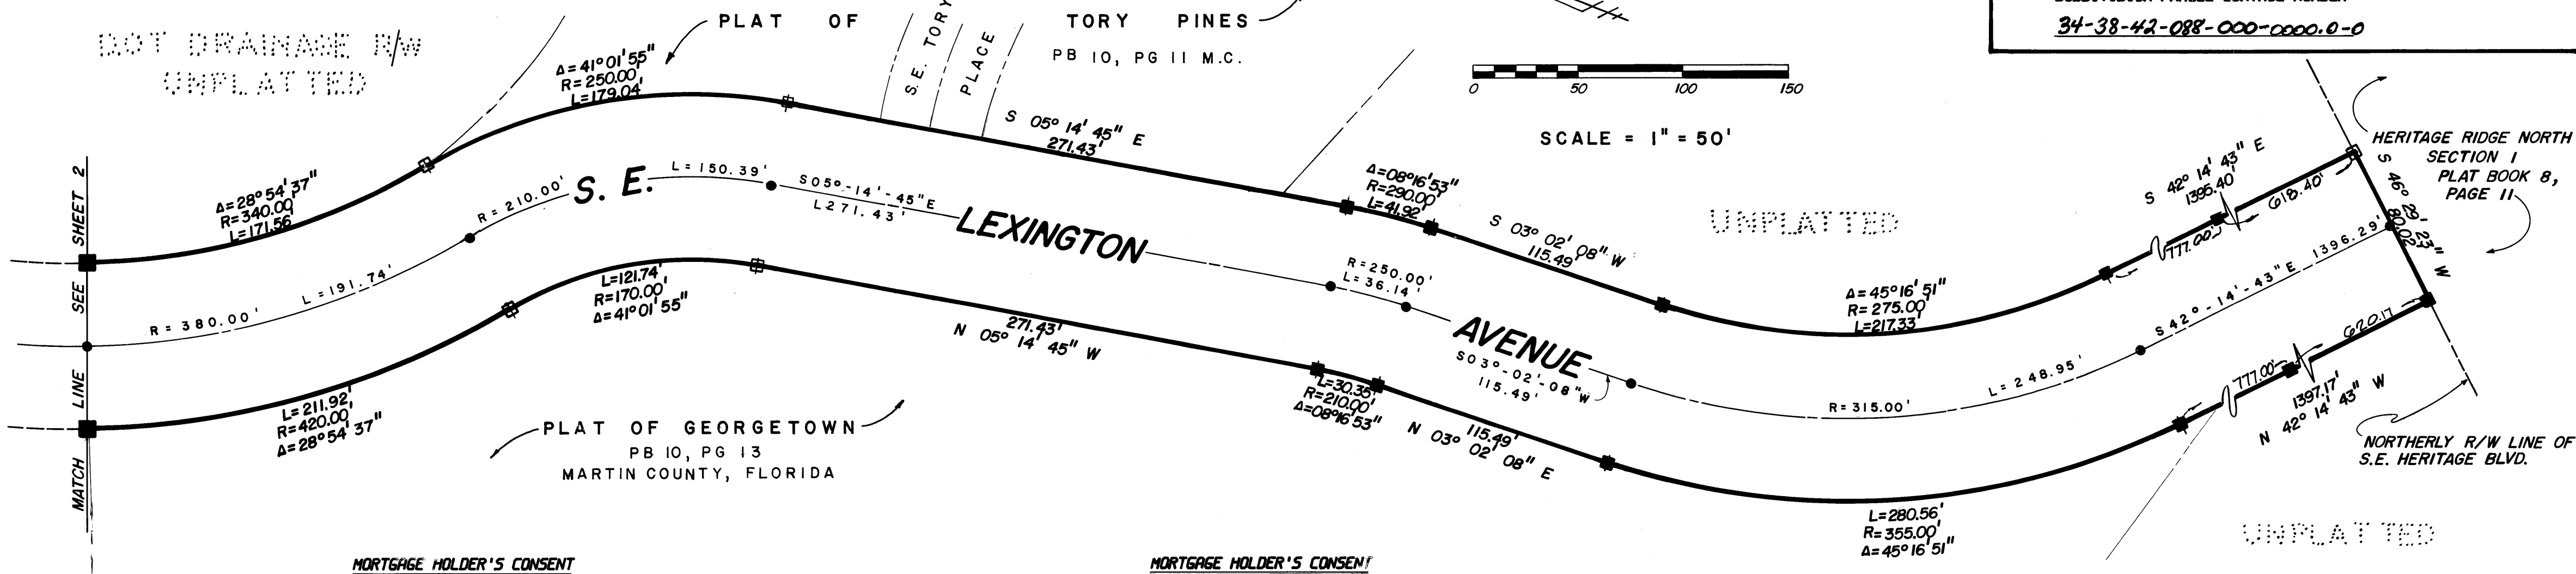 PLAT OF TORY PINES
PB 10, PG 11 M.C.
S.E. TORY
PLACE
34-38-42-088-000-0000.0-0
DOT DRAINAGE R/W
UNPLATTED
Δ=41°01'55"
R=250.00'
L=179.04'
0 50 100 150
SCALE = 1" = 50'
S 05° 14' 45" E
271.43'
HERITAGE RIDGE NORTH
SECTION 1
PLAT BOOK 8,
PAGE 11
MATCH LINE SEE SHEET 2
Δ=28°54'37"
R=340.00'
L=171.56'
R=210.00'
S. E.
L=150.39'
S05°-14'-45"E
L271.43'
LEXINGTON
Δ=08°16'53"
R=290.00'
L=41.92'
S 03° 02' 08" W
115.49'
UNPLATTED
S 42° 14' 43" E
1395.40'
618.40'
777.00'
S 46° 29' 23" W
80.02'
R=380.00'
L=191.74'
L=121.74'
R=170.00'
Δ=41°01'55"
271.43'
N 05° 14' 45" W
R=250.00'
L=36.14'
AVENUE
S03°-02'-08"W
115.49'
Δ=45°16'51"
R=275.00'
L=217.33'
R=315.00'
L=248.95'
S42°-14'-43"E 1396.29'
L=211.92'
R=420.00'
Δ=28°54'37"
PLAT OF GEORGETOWN
PB 10, PG 13
MARTIN COUNTY, FLORIDA
L=30.35'
R=210.00'
Δ=08°16'53"
115.49'
N 03° 02' 08" E
777.00'
620.17
1397.17'
N 42° 14' 43" W
NORTHERLY R/W LINE OF
S.E. HERITAGE BLVD.
L=280.56'
R=355.00'
Δ=45°16'51"
UNPLATTED
MORTGAGE HOLDER'S CONSENT
MORTGAGE HOLDER'S CONSENT